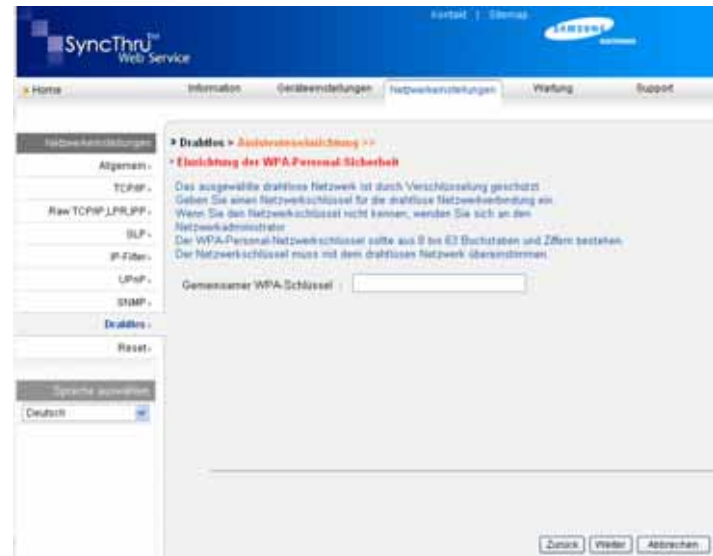 Kontakt | Sitemap
SAMSUNG
SyncThru™
Web Service
Home
Information Geräteeinstellungen Netzwerkeinstellungen Wartung Support
Netzwerkeinstellungen
Allgemein
TCP/IP
Raw TCP/IP,LPR,IPP
SLP
IP-Filter
UPnP
SNMP
Drahtlos
Reset
Sprache auswählen
Deutsch
Drahtlos > Assistenteneinrichtung >>
Einrichtung der WPA-Personal-Sicherheit
Das ausgewählte drahtlose Netzwerk ist durch Verschlüsselung geschützt.
Geben Sie einen Netzwerkschlüssel für die drahtlose Netzwerkverbindung ein.
Wenn Sie den Netzwerkschlüssel nicht kennen, wenden Sie sich an den
Netzwerkadministrator.
Der WPA-Personal-Netzwerkschlüssel sollte aus 8 bis 63 Buchstaben und Ziffern bestehen.
Der Netzwerkschlüssel muss mit dem drahtlosen Netzwerk übereinstimmen.
Gemeinsamer WPA-Schlüssel :
Zurück Weiter Abbrechen